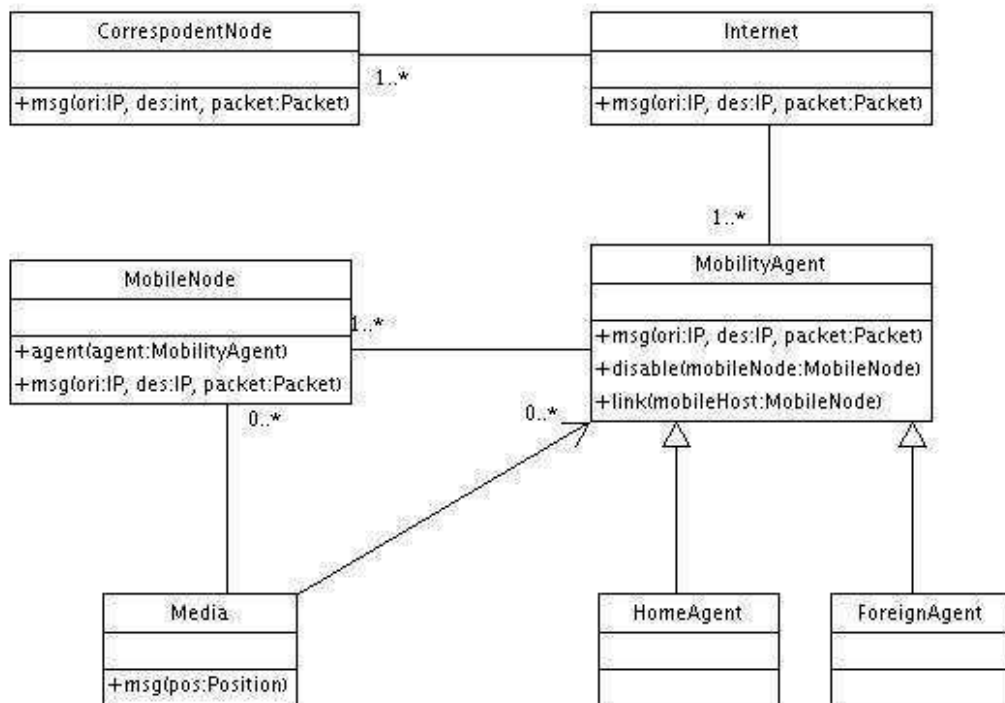 CorrespodentNode
+msg(ori:IP, des:int, packet:Packet)
1..*
Internet
+msg(ori:IP, des:IP, packet:Packet)
1..*
MobileNode
+agent(agent:MobilityAgent)
+msg(ori:IP, des:IP, packet:Packet)
1..*
0..*
MobilityAgent
+msg(ori:IP, des:IP, packet:Packet)
+disable(mobileNode:MobileNode)
+link(mobileHost:MobileNode)
0..*
Media
+msg(pos:Position)
HomeAgent
ForeignAgent